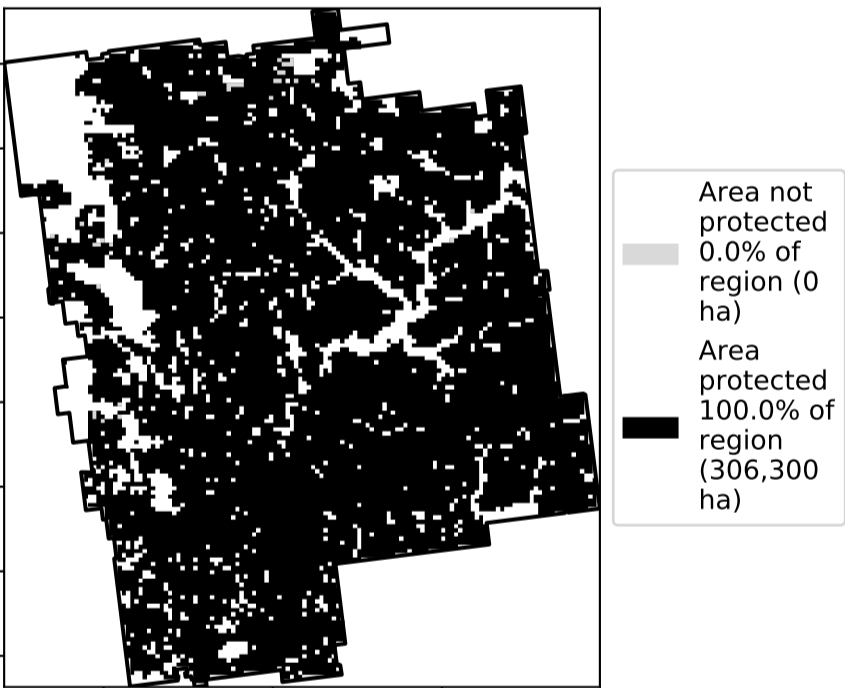 Area not
protected
0.0% of
region (0
ha)
Area
protected
100.0% of
region
(306,300
ha)